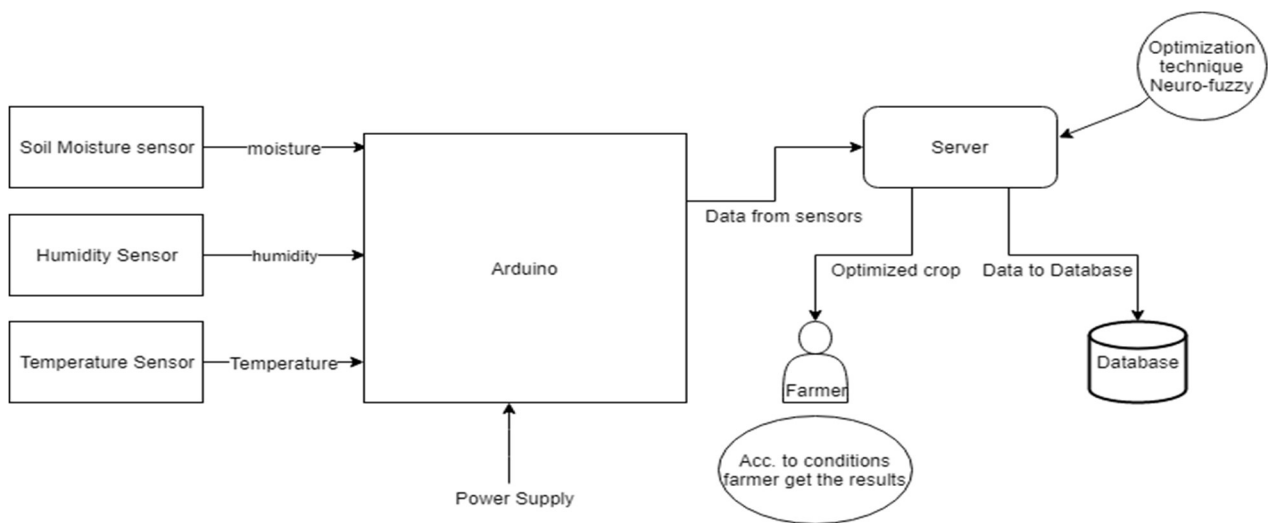 Optimization
technique
Neuro-fuzzy
Soil Moisture sensor
moisture
Server
Data from sensors
Humidity Sensor
humidity
Arduino
Optimized crop
Data to Database
Temperature Sensor
Temperature
Farmer
Database
Acc. to conditions
farmer get the results
Power Supply